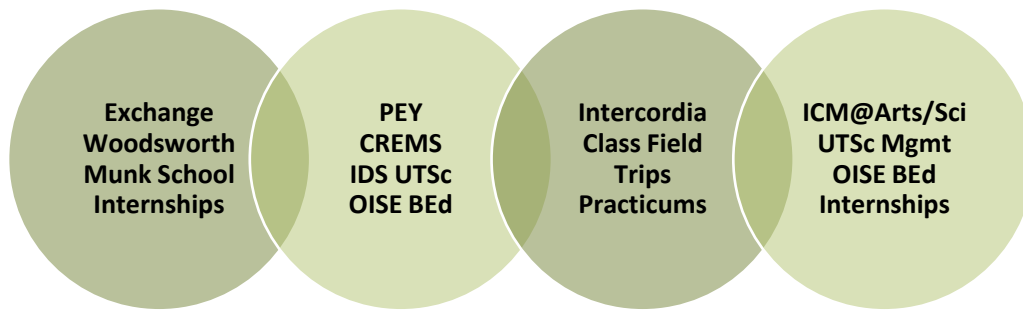 Exchange
Woodsworth
Munk School
Internships
PEY
CREMS
IDS UTSc
OISE BEd
Intercordia
Class Field
Trips
Practicums
ICM@Arts/Sci
UTSc Mgmt
OISE BEd
Internships